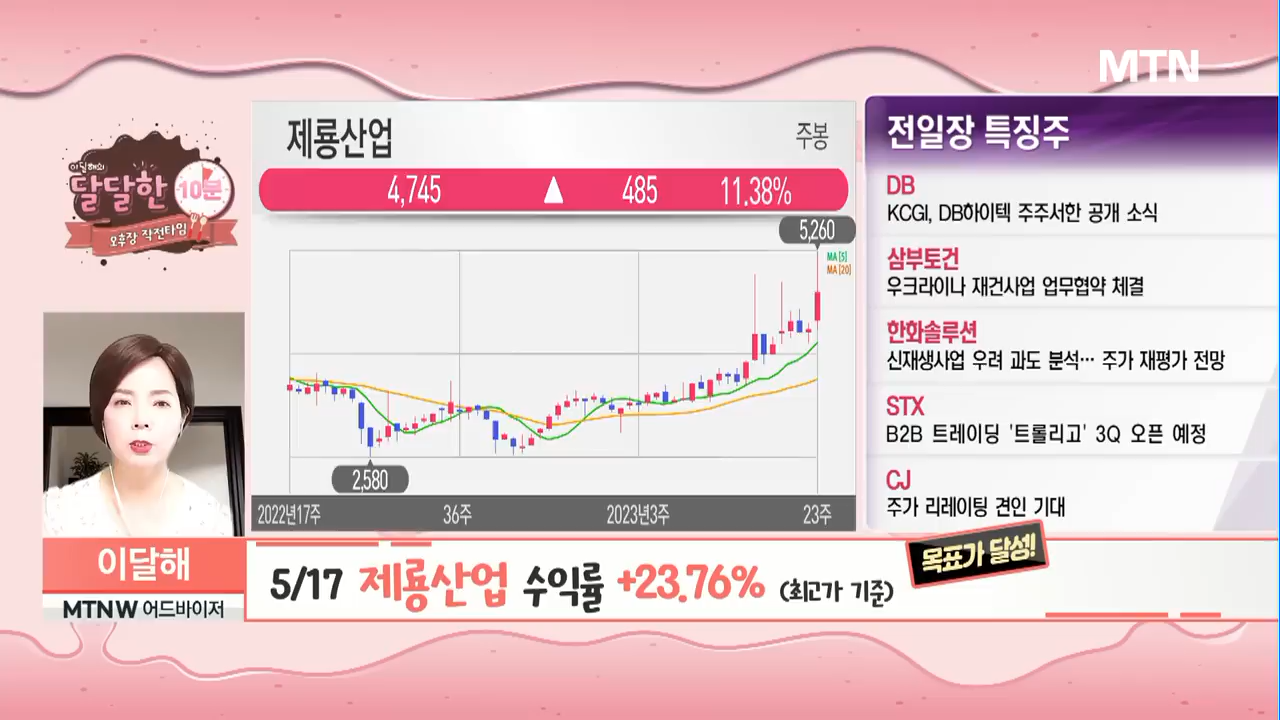 MTN
이달해의
달달한
10분
오후장 작전타임
제룡산업
주봉
4,745 ▲ 485 11.38%
5,260
MA [5]
MA [20]
2,580
2022년17주 36주 2023년3주 23주
전일장 특징주
DB
KCGI, DB하이텍 주주서한 공개 소식
삼부토건
우크라이나 재건사업 업무협약 체결
한화솔루션
신재생사업 우려 과도 분석… 주가 재평가 전망
STX
B2B 트레이딩 '트롤리고' 3Q 오픈 예정
CJ
주가 리레이팅 견인 기대
이달해
MTNW 어드바이저
목표가 달성!
5/17 제룡산업 수익률 +23.76% (최고가 기준)